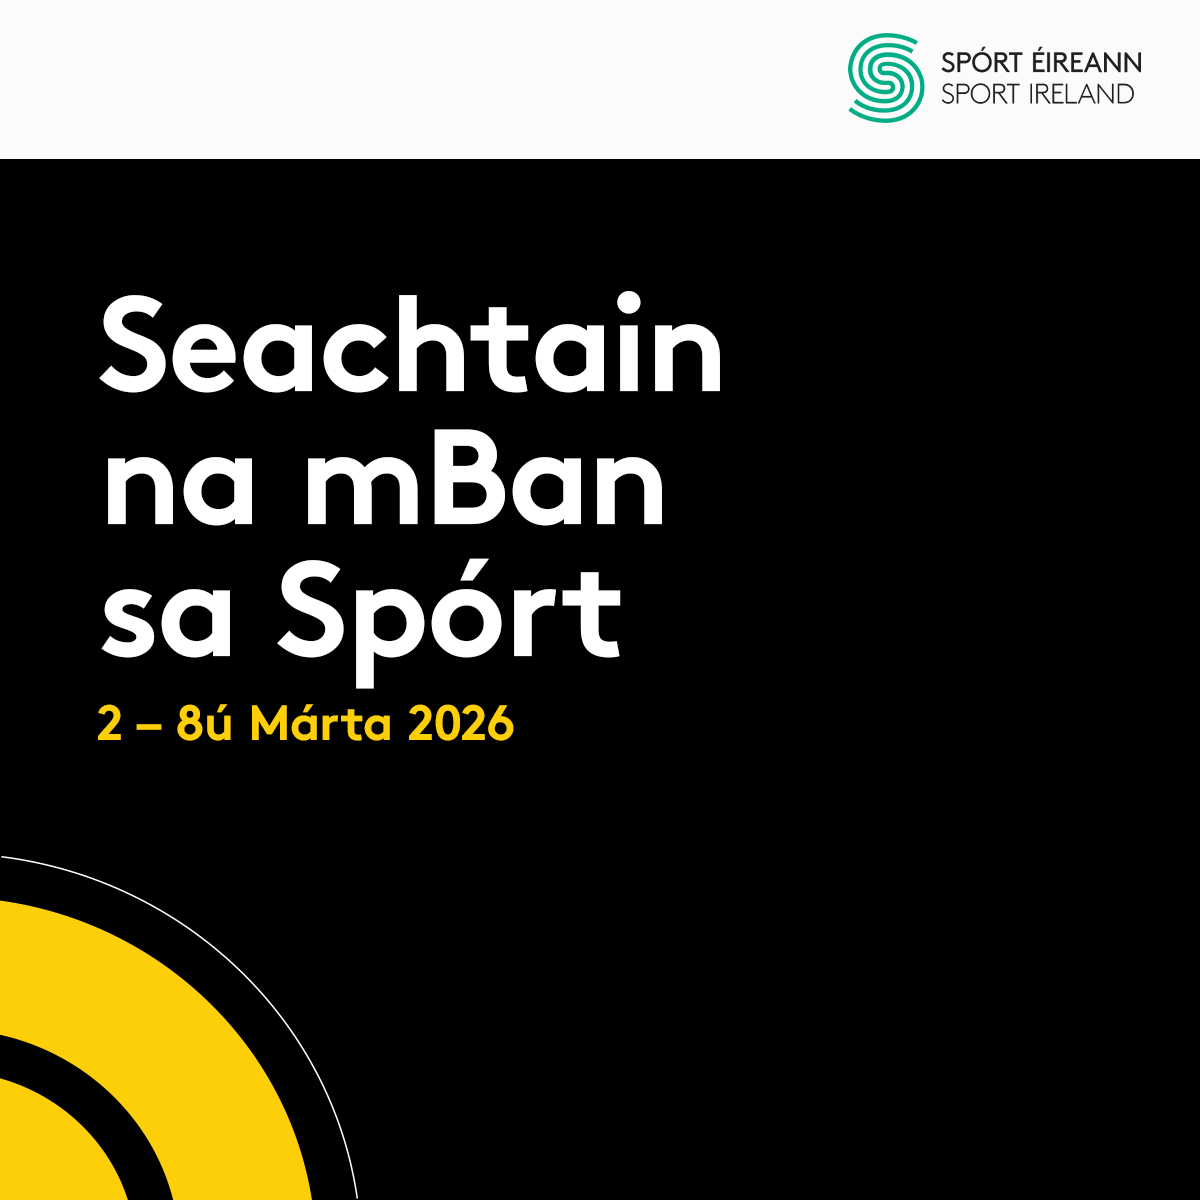 SPÓRT ÉIREANN
SPORT IRELAND
Seachtain
na mBan
sa Spórt
2 – 8ú Márta 2026